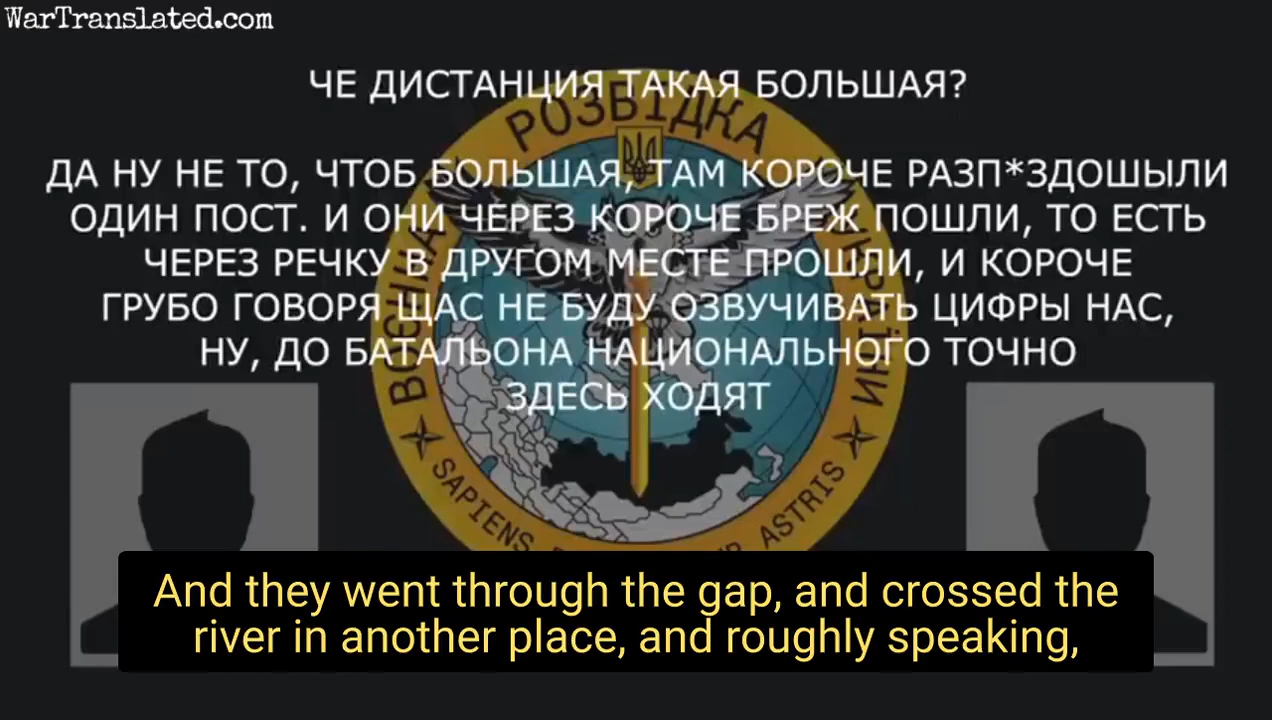 WarTranslated.com
ЧЕ ДИСТАНЦИЯ ТАКАЯ БОЛЬШАЯ?
РОЗВІДКА
ДА НУ НЕ ТО, ЧТОБ БОЛЬШАЯ, ТАМ КОРОЧЕ РАЗП*ЗДОШЫЛИ
ОДИН ПОСТ. И ОНИ ЧЕРЕЗ КОРОЧЕ БРЕЖ ПОШЛИ, ТО ЕСТЬ
ЧЕРЕЗ РЕЧКУ В ДРУГОМ МЕСТЕ ПРОШЛИ, И КОРОЧЕ
ГРУБО ГОВОРЯ ЩАС НЕ БУДУ ОЗВУЧИВАТЬ ЦИФРЫ НАС,
НУ, ДО БАТАЛЬОНА НАЦИОНАЛЬНОГО ТОЧНО
ЗДЕСЬ ХОДЯТ
ВОЄННА
УКРАЇНИ
SAPIENS
ASTRIS
And they went through the gap, and crossed the
river in another place, and roughly speaking,